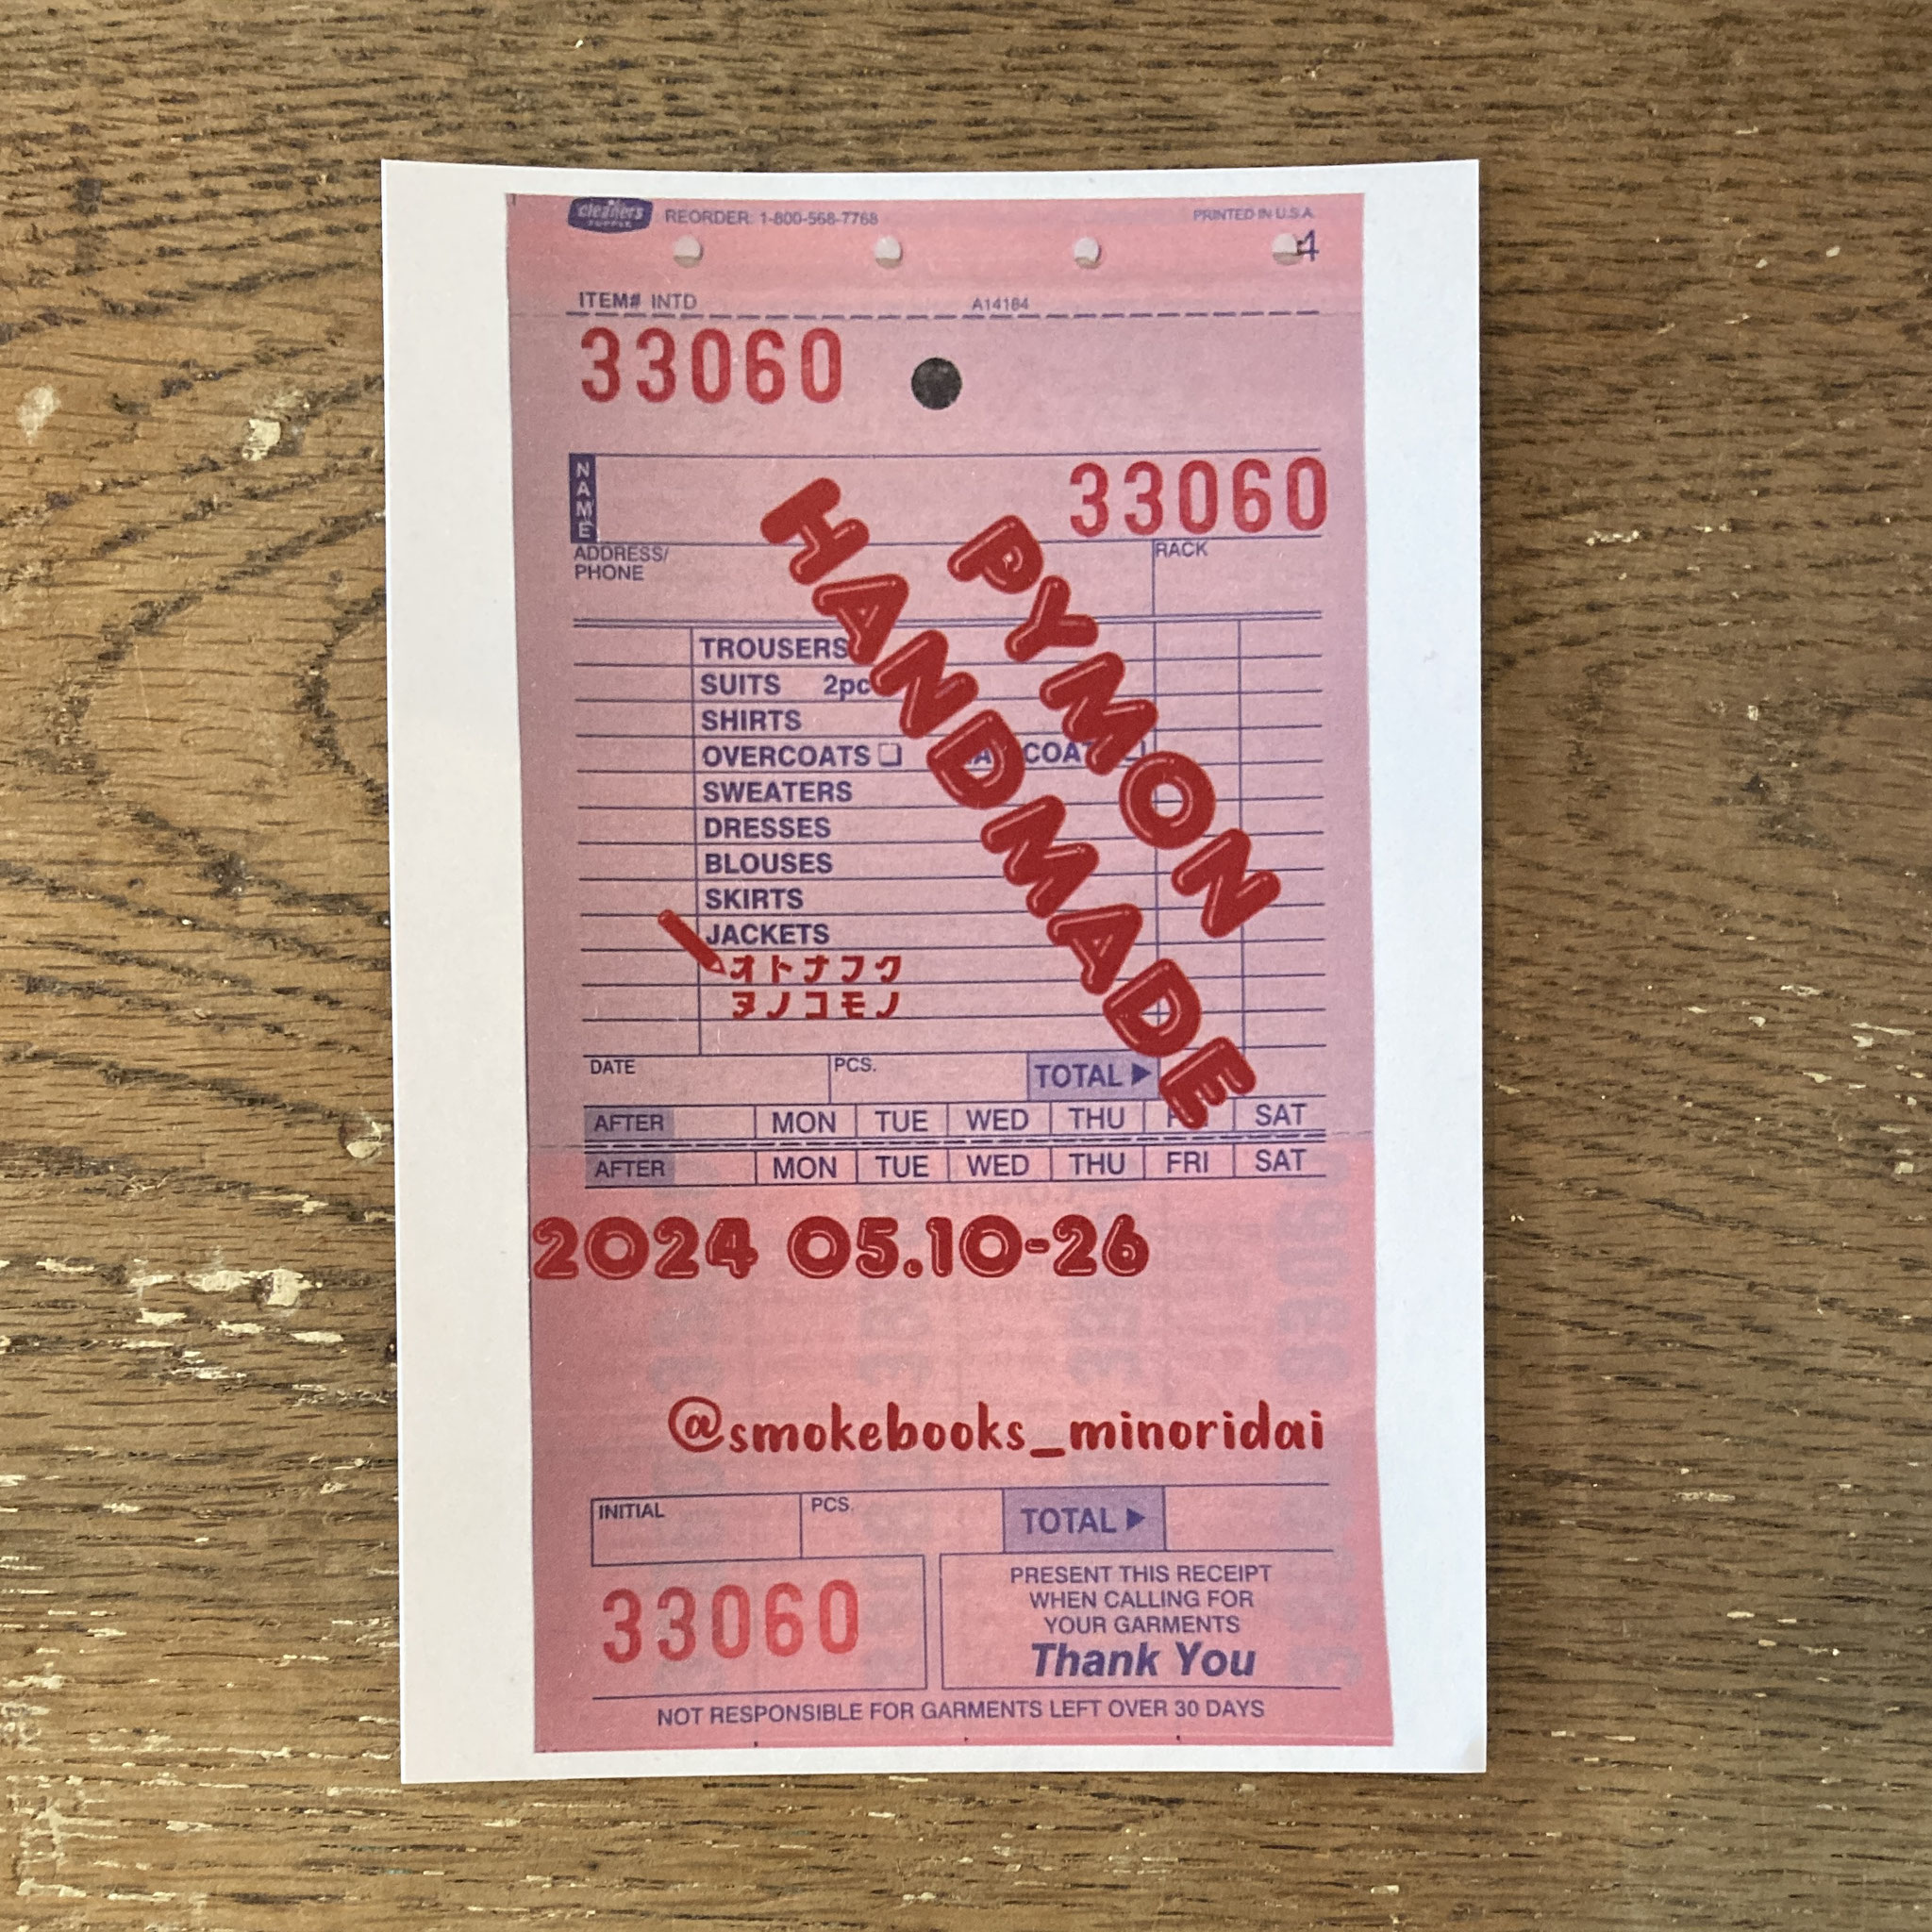 cleaners
SUPPLY
REORDER: 1-800-568-7768
PRINTED IN U.S.A.
4
ITEM# INTD
A14184
33060
NAME
33060
ADDRESS/
PHONE
RACK
PYMON
HANDMADE
TROUSERS
SUITS 2pc
SHIRTS
OVERCOATS COAT
SWEATERS
DRESSES
BLOUSES
SKIRTS
JACKETS
オトナフク
ヌノコモノ
DATE
PCS.
TOTAL ▶
AFTER MON TUE WED THU SAT
AFTER MON TUE WED THU FRI SAT
2024 05.10-26
@smokebooks_minoridai
INITIAL
PCS.
TOTAL ▶
33060
PRESENT THIS RECEIPT
WHEN CALLING FOR
YOUR GARMENTS
Thank You
NOT RESPONSIBLE FOR GARMENTS LEFT OVER 30 DAYS